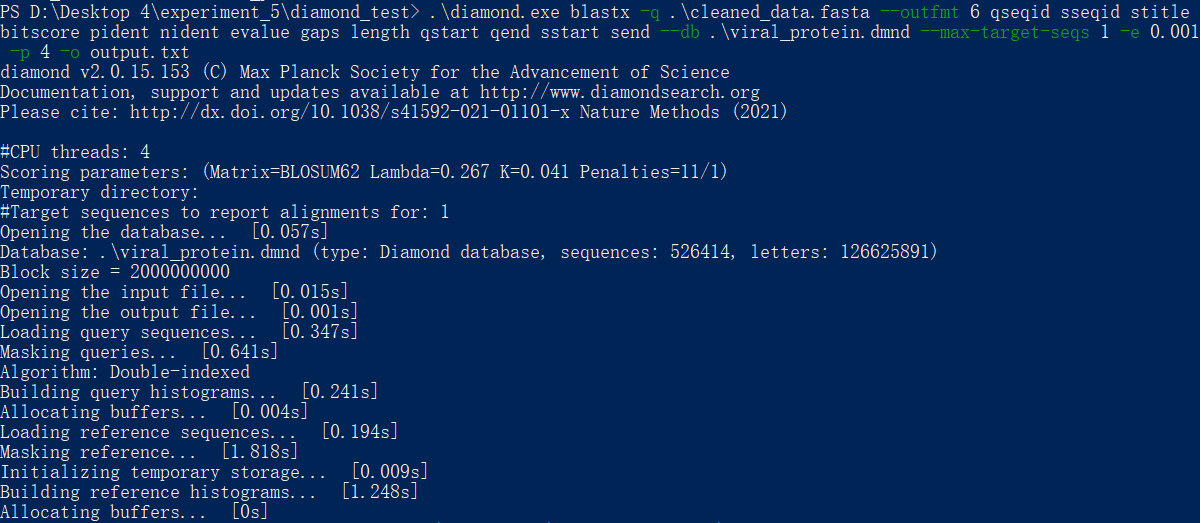 PS D:\Desktop 4\experiment_5\diamond_test> .\diamond.exe blastx -q .\cleaned_data.fasta --outfmt 6 qseqid sseqid stitle
bitscore pident nident evalue gaps length qstart qend sstart send --db .\viral_protein.dmnd --max-target-seqs 1 -e 0.001
-p 4 -o output.txt
diamond v2.0.15.153 (C) Max Planck Society for the Advancement of Science
Documentation, support and updates available at http://www.diamondsearch.org
Please cite: http://dx.doi.org/10.1038/s41592-021-01101-x Nature Methods (2021)
#CPU threads: 4
Scoring parameters: (Matrix=BLOSUM62 Lambda=0.267 K=0.041 Penalties=11/1)
Temporary directory:
#Target sequences to report alignments for: 1
Opening the database...  [0.057s]
Database: .\viral_protein.dmnd (type: Diamond database, sequences: 526414, letters: 126625891)
Block size = 2000000000
Opening the input file...  [0.015s]
Opening the output file...  [0.001s]
Loading query sequences...  [0.347s]
Masking queries...  [0.641s]
Algorithm: Double-indexed
Building query histograms...  [0.241s]
Allocating buffers...  [0.004s]
Loading reference sequences...  [0.194s]
Masking reference...  [1.818s]
Initializing temporary storage...  [0.009s]
Building reference histograms...  [1.248s]
Allocating buffers...  [0s]